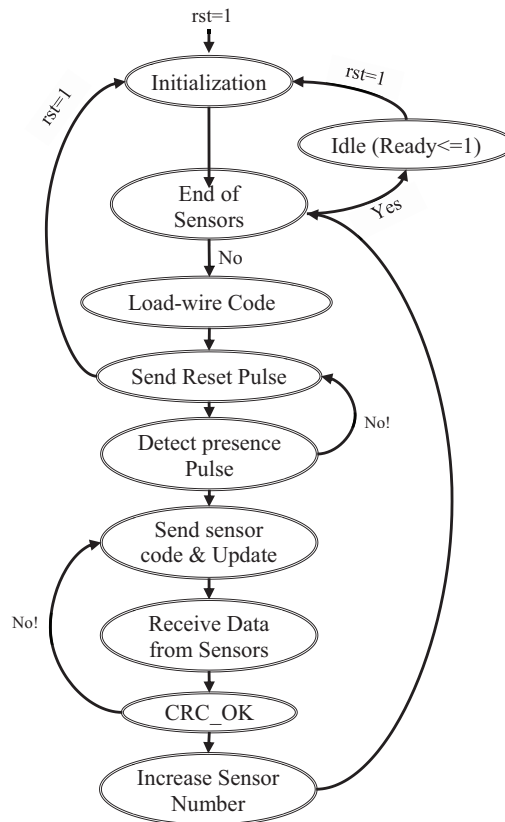 rst=1
Initialization
rst=1
rst=1
Idle (Ready<=1)
End of
Sensors
Yes
No
Load-wire Code
Send Reset Pulse
No!
Detect presence
Pulse
Send sensor
code & Update
No!
Receive Data
from Sensors
CRC_OK
Increase Sensor
Number